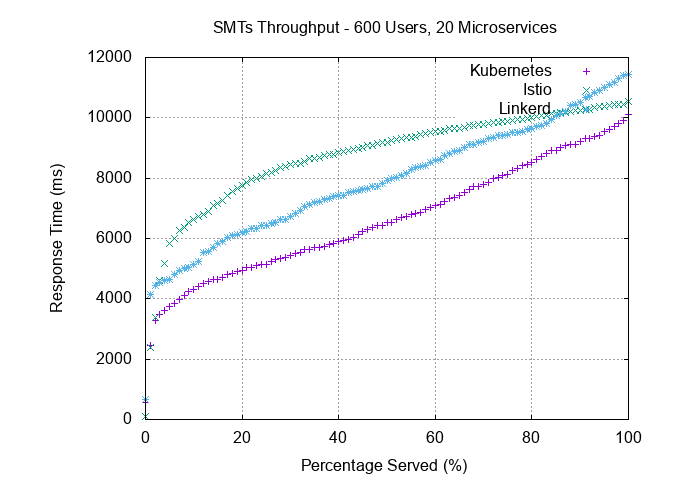 SMTs Throughput - 600 Users, 20 Microservices
12000
10000
8000
6000
4000
2000
0
Response Time (ms)
Kubernetes
Istio
Linkerd
0 20 40 60 80 100
Percentage Served (%)